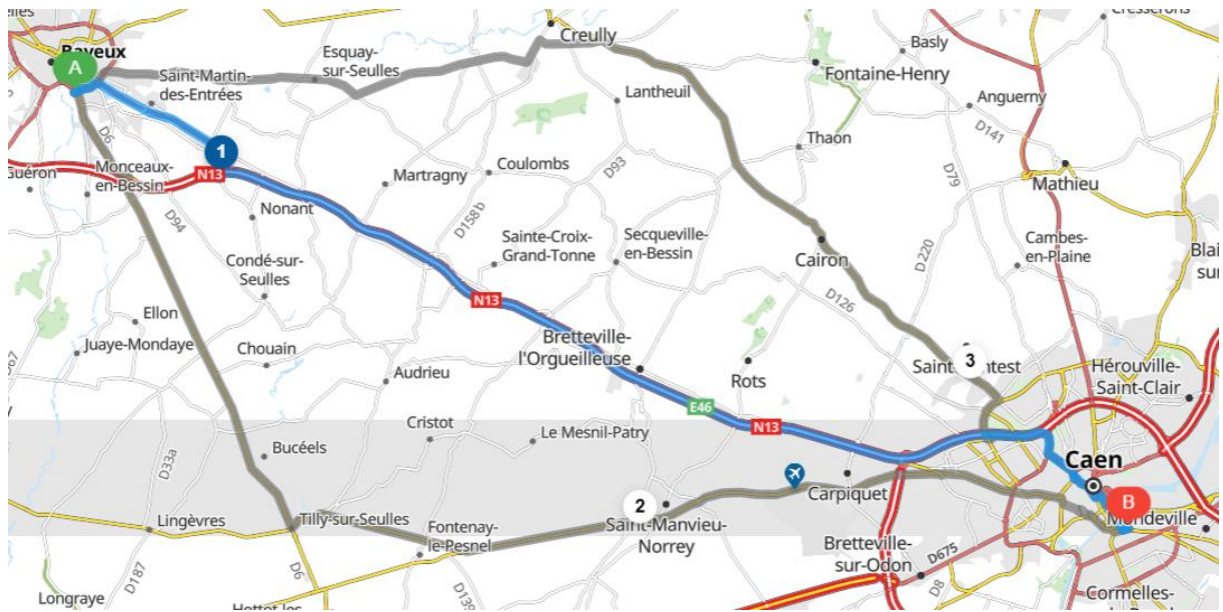 Creully
Cresserons
Bayeux
A
Esquay-
sur-Seulles
Basly
Saint-Martin-
des-Entrées
Fontaine-Henry
Lantheuil
Anguerny
D6
D141
Thaon
1
Monceaux-
en-Bessin
Guéron
N13
Coulombs
D93
Martragny
D79
Mathieu
Nonant
D94
D158b
Sainte-Croix-
Grand-Tonne
Secqueville-
en-Bessin
Cambes-
en-Plaine
D220
Condé-sur-
Seulles
Cairon
D126
N13
Ellon
Juaye-Mondaye
Bretteville-
l'Orgueilleuse
Chouain
3
Audrieu
Rots
Hérouville-
Saint-Clair
E46
N13
Cristot
Le Mesnil-Patry
Bucéels
D33a
Caen
Carpiquet
B
2
Lingèvres
Tilly-sur-Seulles
Fontenay-
le-Pesnel
Saint-Manvieu-
Norrey
Mondeville
Bretteville-
sur-Odon
D675
D187
D6
D8
Longraye
Cormelles-